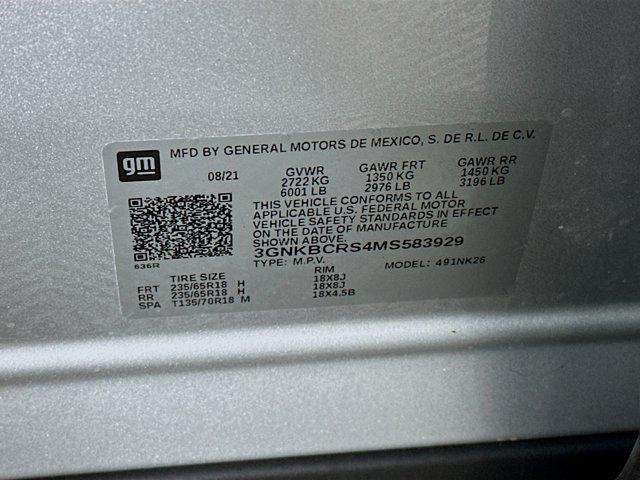 gm MFD BY GENERAL MOTORS DE MEXICO, S. DE R.L. DE C.V.
08/21 GVWR GAWR FRT GAWR RR
2722 KG 1350 KG 1450 KG
6001 LB 2976 LB 3196 LB
THIS VEHICLE CONFORMS TO ALL
APPLICABLE U.S. FEDERAL MOTOR
VEHICLE SAFETY STANDARDS IN EFFECT
ON THE DATE OF MANUFACTURE
SHOWN ABOVE.
3GNKBCRS4MS583929
636R TYPE: M.P.V. MODEL: 491NK26
TIRE SIZE RIM
FRT 235/65R18 H 18X8J
RR 235/65R18 H 18X8J
SPA T135/70R18 M 18X4.5B